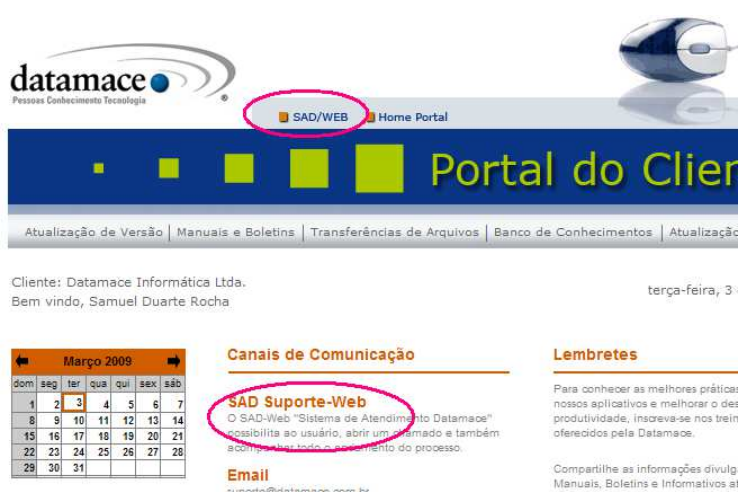 datamace
Pessoas Conhecimento Tecnologia
SAD/WEB
Home Portal
Portal do Clien
Atualização de Versão | Manuais e Boletins | Transferências de Arquivos | Banco de Conhecimentos | Atualização
Cliente: Datamace Informática Ltda.
Bem vindo, Samuel Duarte Rocha
terça-feira, 3
Março 2009
dom seg ter qua qui sex sáb
1 2 3 4 5 6 7
8 9 10 11 12 13 14
15 16 17 18 19 20 21
22 23 24 25 26 27 28
29 30 31
Canais de Comunicação
SAD Suporte-Web
O SAD-Web "Sistema de Atendimento Datamace"
possibilita ao usuário, abrir um chamado e também
acompanhar todo o andamento do processo.
Email
suporte@datamace.com.br
Lembretes
Para conhecer as melhores práticas
nossos aplicativos e melhorar o des
produtividade, inscreva-se nos trein
oferecidos pela Datamace.
Compartilhe as informações divulg
Manuais, Boletins e Informativos at